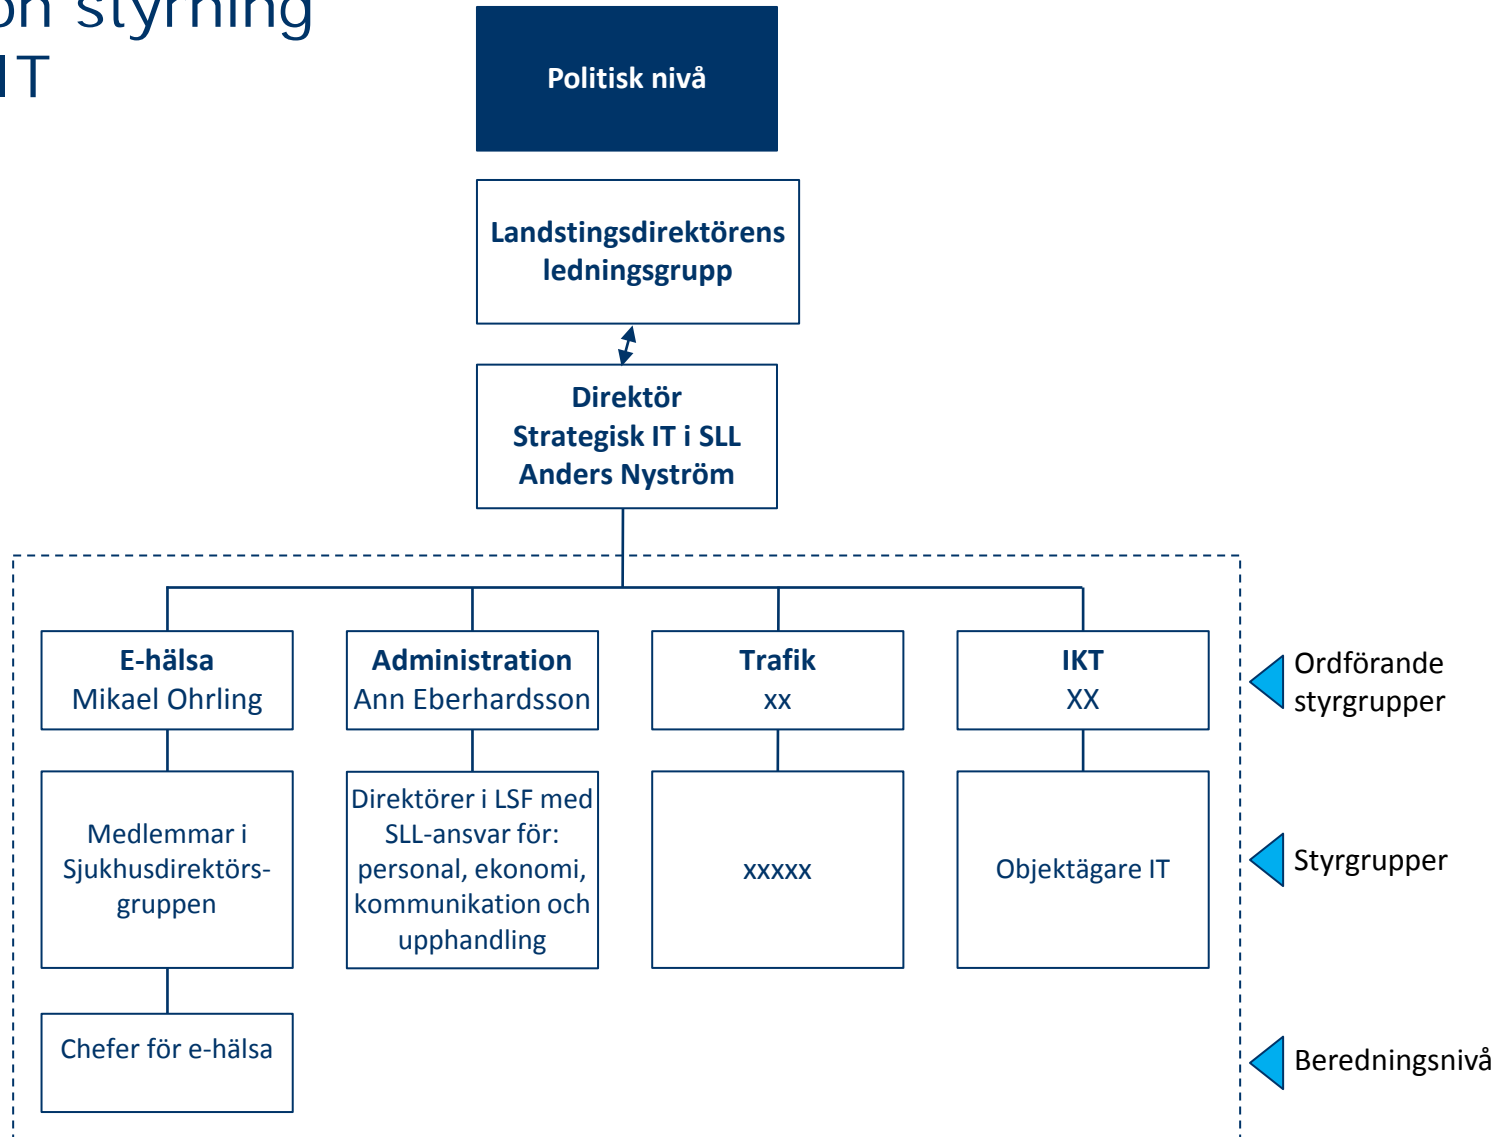 on styrning
IT
Politisk nivå
Landstingsdirektörens
ledningsgrupp
Direktör
Strategisk IT i SLL
Anders Nyström
E-hälsa
Mikael Ohrling
Administration
Ann Eberhardsson
Trafik
xx
IKT
XX
Ordförande
styrgrupper
Medlemmar i
Sjukhusdirektörs-
gruppen
Direktörer i LSF med
SLL-ansvar för:
personal, ekonomi,
kommunikation och
upphandling
xxxxx
Objektägare IT
Styrgrupper
Chefer för e-hälsa
Beredningsnivå